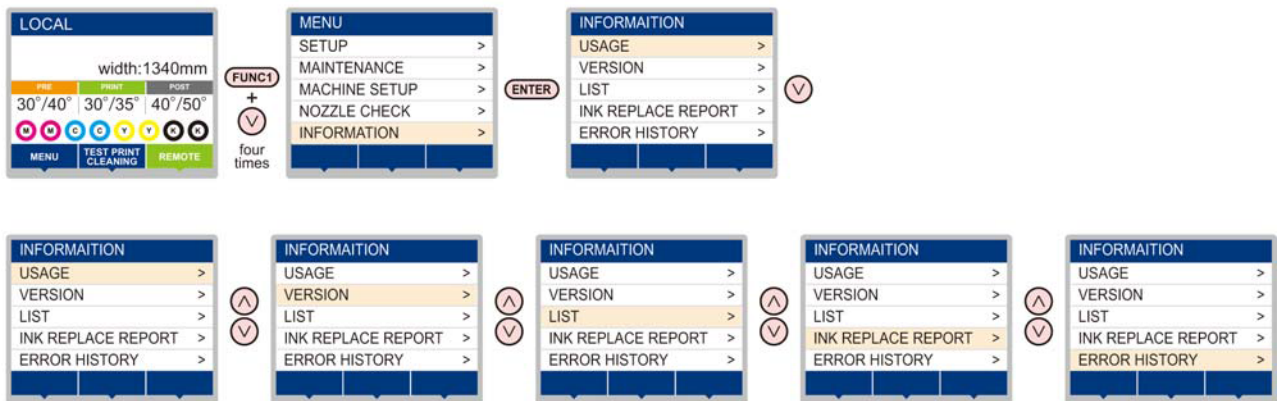 LOCAL
width:1340mm
PRE PRINT POST
30°/40° 30°/35° 40°/50°
M M C C Y Y K K
MENU TEST PRINT CLEANING REMOTE
FUNC1
+
four
times
MENU
SETUP >
MAINTENANCE >
MACHINE SETUP >
NOZZLE CHECK >
INFORMATION >
ENTER
INFORMAITION
USAGE >
VERSION >
LIST >
INK REPLACE REPORT >
ERROR HISTORY >
INFORMAITION
USAGE >
VERSION >
LIST >
INK REPLACE REPORT >
ERROR HISTORY >
INFORMAITION
USAGE >
VERSION >
LIST >
INK REPLACE REPORT >
ERROR HISTORY >
INFORMAITION
USAGE >
VERSION >
LIST >
INK REPLACE REPORT >
ERROR HISTORY >
INFORMAITION
USAGE >
VERSION >
LIST >
INK REPLACE REPORT >
ERROR HISTORY >
INFORMAITION
USAGE >
VERSION >
LIST >
INK REPLACE REPORT >
ERROR HISTORY >